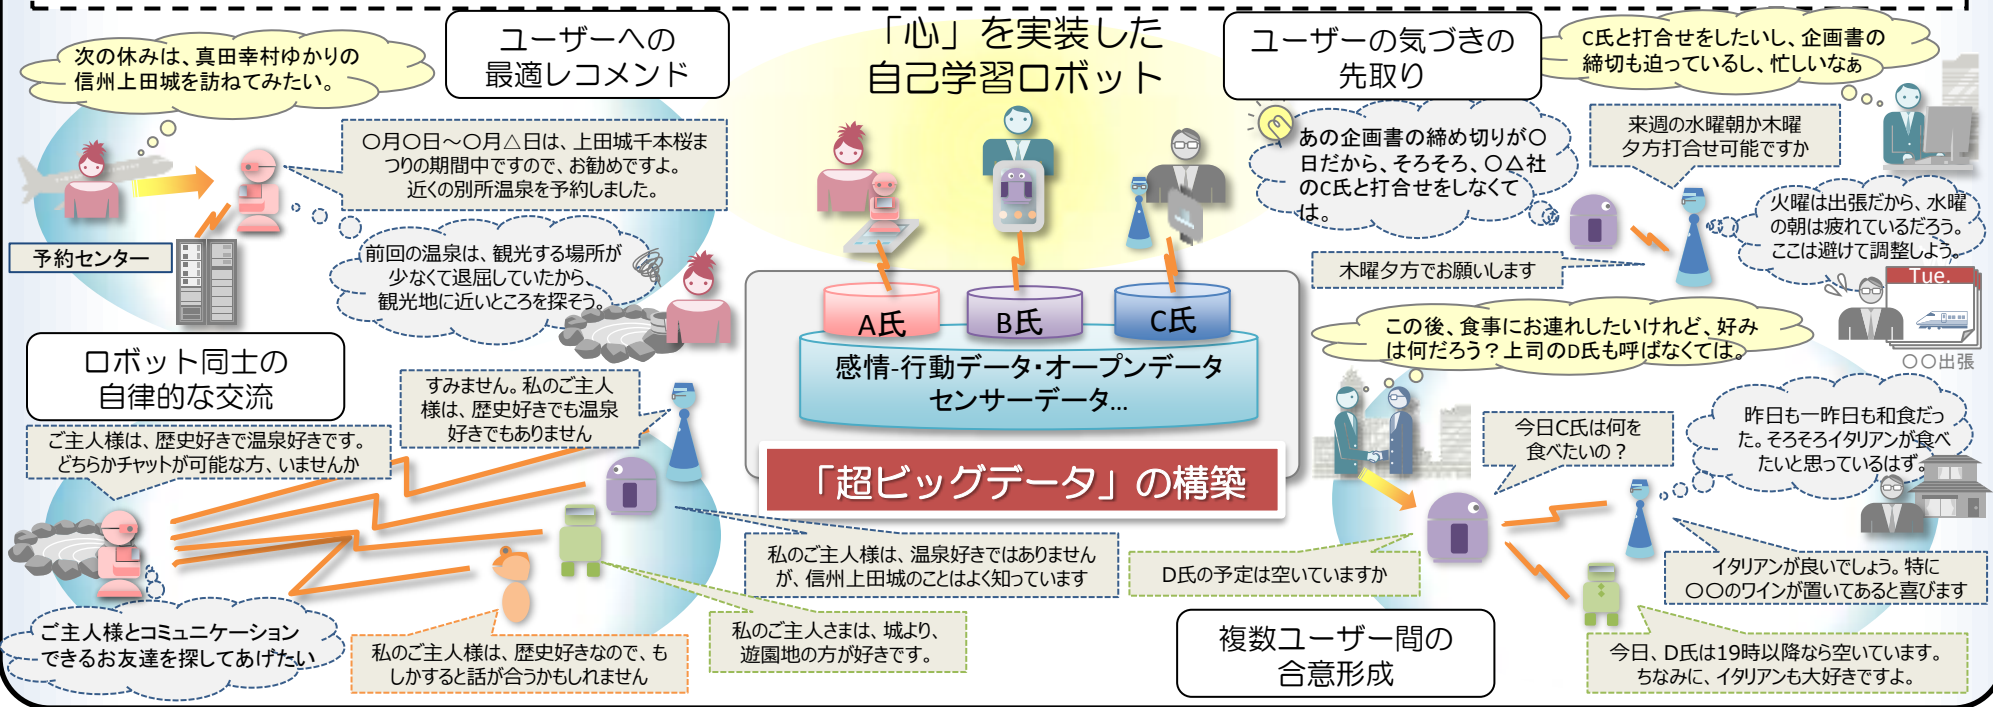 ユーザーへの
最適レコメンド
次の休みは、真田幸村ゆかりの
信州上田城を訪ねてみたい。
〇月〇日～〇月△日は、上田城千本桜ま
つりの期間中ですので、お勧めですよ。
近くの別所温泉を予約しました。
予約センター
前回の温泉は、観光する場所が
少なくて退屈していたから、
観光地に近いところを探そう。
「心」を実装した
自己学習ロボット
A氏
B氏
C氏
感情-行動データ・オープンデータ
センサーデータ…
「超ビッグデータ」の構築
ユーザーの気づきの
先取り
C氏と打合せをしたいし、企画書の
締切も迫っているし、忙しいなぁ
あの企画書の締め切りが〇
日だから、そろそろ、〇△社
のC氏と打合せをしなくて
は。
来週の水曜朝か木曜
夕方打合せ可能ですか
火曜は出張だから、水曜
の朝は疲れているだろう。
ここは避けて調整しよう。
木曜夕方でお願いします
Tue.
〇〇出張
ロボット同士の
自律的な交流
ご主人様は、歴史好きで温泉好きです。
どちらかチャットが可能な方、いませんか
すみません。私のご主人
様は、歴史好きでも温泉
好きでもありません
私のご主人様は、温泉好きではありません
が、信州上田城のことはよく知っています
私のご主人さまは、城より、
遊園地の方が好きです。
私のご主人様は、歴史好きなので、も
しかすると話が合うかもしれません
ご主人様とコミュニケーション
できるお友達を探してあげたい
複数ユーザー間の
合意形成
この後、食事にお連れしたいけれど、好み
は何だろう？上司のD氏も呼ばなくては。
今日C氏は何を
食べたいの？
昨日も一昨日も和食だっ
た。そろそろイタリアンが食べ
たいと思っているはず。
D氏の予定は空いていますか
イタリアンが良いでしょう。特に
〇〇のワインが置いてあると喜びます
今日、D氏は19時以降なら空いています。
ちなみに、イタリアンも大好きですよ。